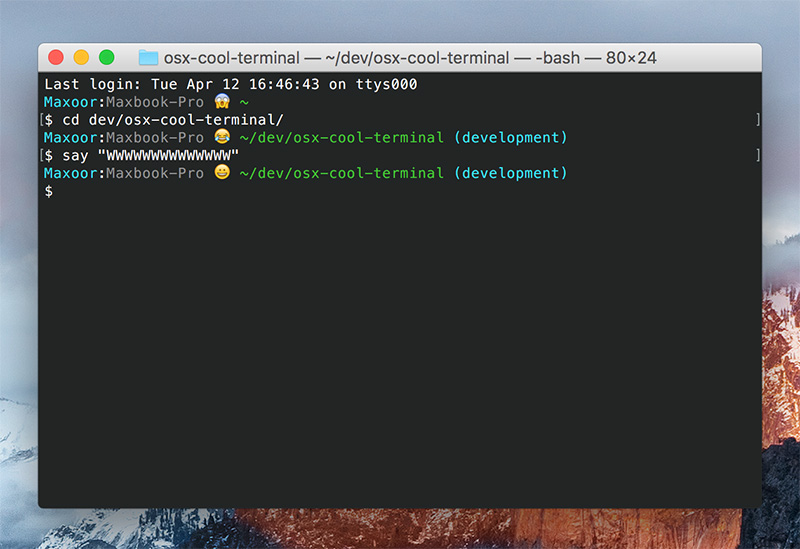 osx-cool-terminal — ~/dev/osx-cool-terminal — -bash — 80×24
Last login: Tue Apr 12 16:46:43 on ttys000
Maxoor:Maxbook-Pro 😱 ~
[$ cd dev/osx-cool-terminal/ ]
Maxoor:Maxbook-Pro 😂 ~/dev/osx-cool-terminal (development)
[$ say "WWWWWWWWWWWWWW" ]
Maxoor:Maxbook-Pro 😀 ~/dev/osx-cool-terminal (development)
$